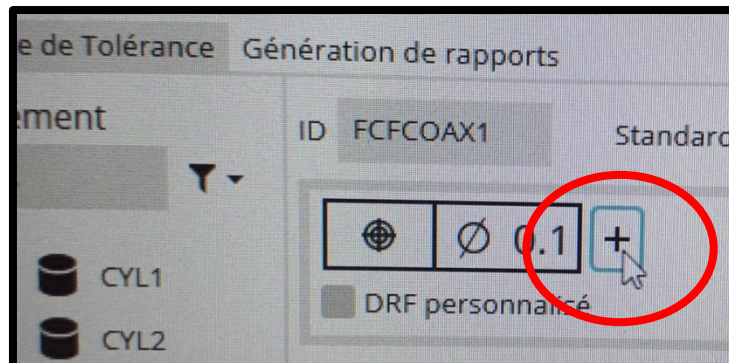 e de Tolérance Génération de rapports
ement
ID FCFCOAX1 Standard
⌖ Ø 0.1 +
DRF personnalisé
CYL1
CYL2